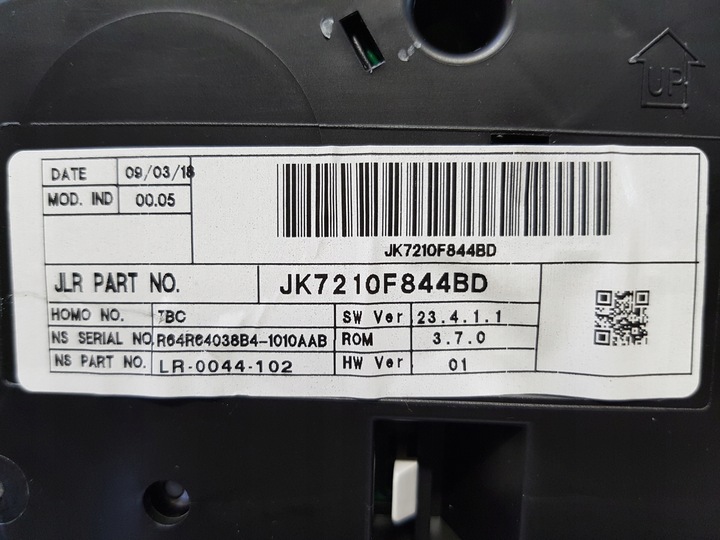 UP
DATE 09/03/18
MOD. IND 00.05
JK7210F844BD
JLR PART NO. JK7210F844BD
HOMO NO. TBC SW Ver 23.4.1.1
NS SERIAL NO. R64R64038B4-1010AAB ROM 3.7.0
NS PART NO. LR-0044-102 HW Ver 01